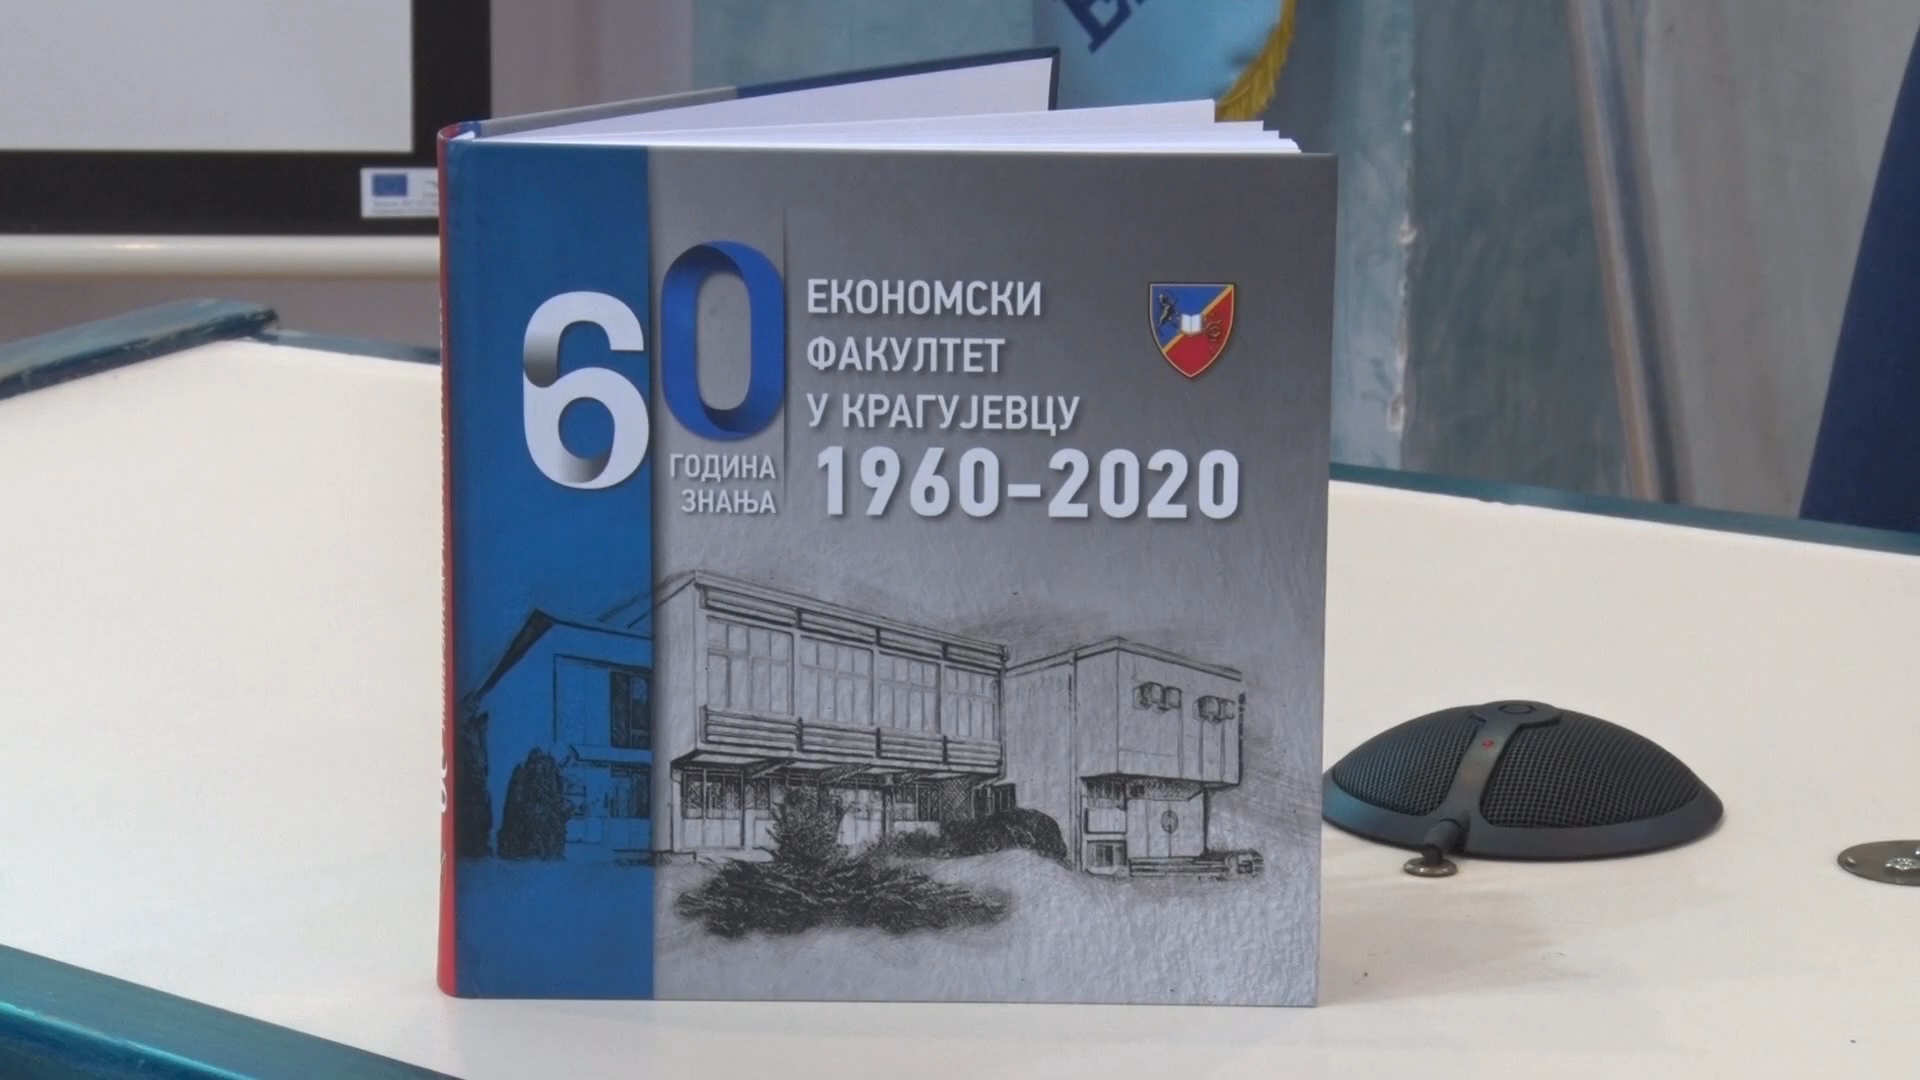 60
ГОДИНА
ЗНАЊА
ЕКОНОМСКИ
ФАКУЛТЕТ
У КРАГУЈЕВЦУ
1960-2020